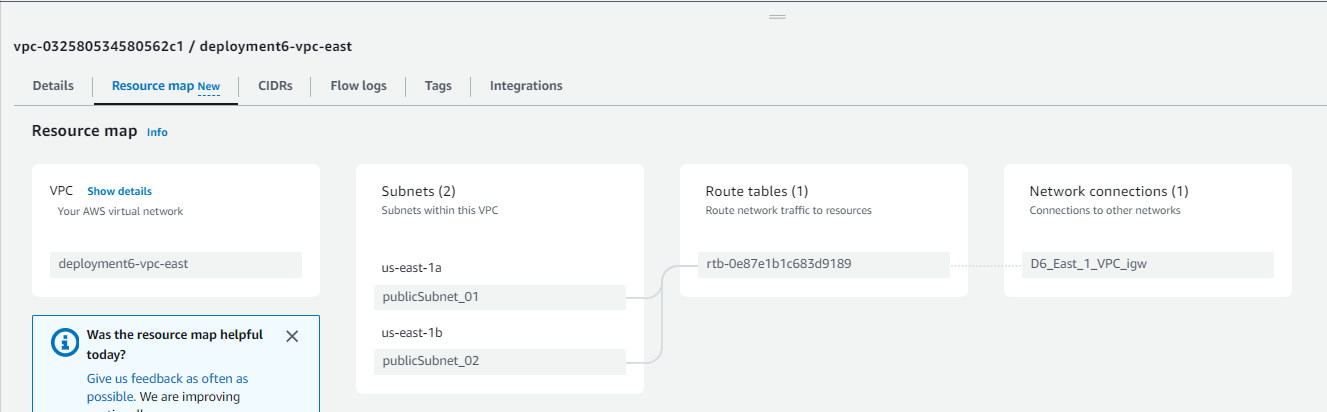 vpc-032580534580562c1 / deployment6-vpc-east
Details
Resource map New
CIDRs
Flow logs
Tags
Integrations
Resource map Info
VPC Show details
Your AWS virtual network
deployment6-vpc-east
Subnets (2)
Subnets within this VPC
us-east-1a
publicSubnet_01
us-east-1b
publicSubnet_02
Route tables (1)
Route network traffic to resources
rtb-0e87e1b1c683d9189
Network connections (1)
Connections to other networks
D6_East_1_VPC_igw
Was the resource map helpful
today?
Give us feedback as often as
possible. We are improving